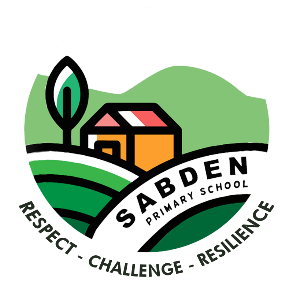 SABDEN
PRIMARY SCHOOL
RESPECT - CHALLENGE - RESILIENCE